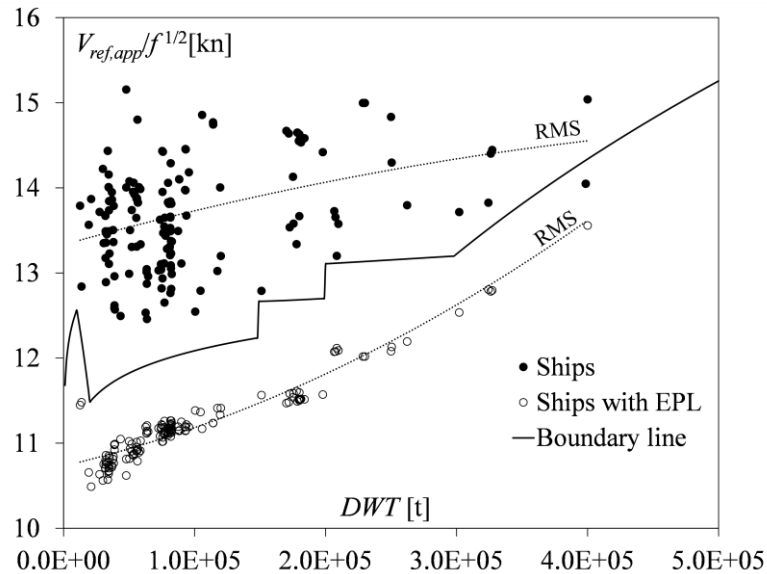 16
V_ref,app/f^1/2 [kn]
15
RMS
14
RMS
13
12
Ships
Ships with EPL
11
Boundary line
DWT [t]
10
0.0E+00 1.0E+05 2.0E+05 3.0E+05 4.0E+05 5.0E+05